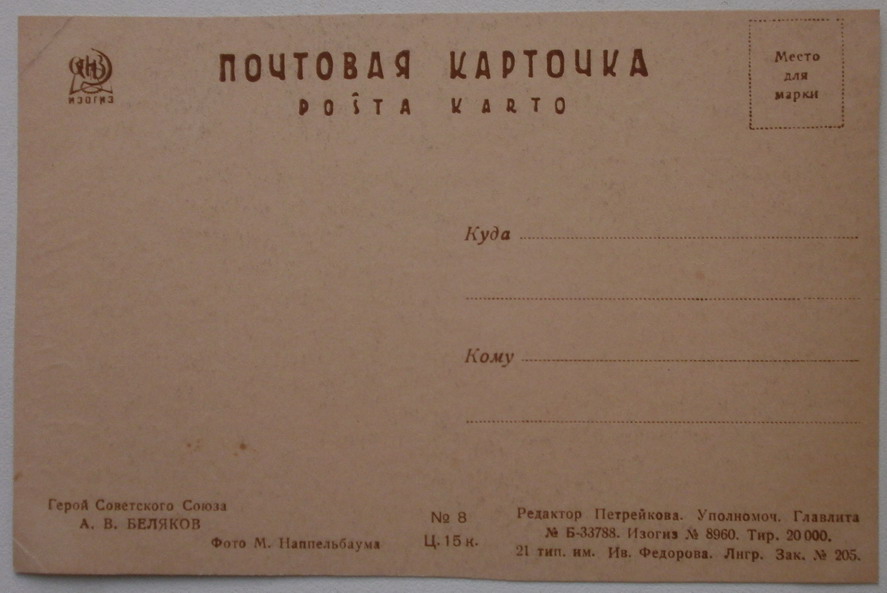 ИЗОГИЗ
ПОЧТОВАЯ КАРТОЧКА
POŜTA KARTO
Место
для
марки
Куда
Кому
Герой Советского Союза
А. В. БЕЛЯКОВ
Фото М. Наппельбаума
№ 8
Ц. 15 к.
Редактор Петрейкова. Уполномоч. Главлита
№ Б-33788. Изогиз № 8960. Тир. 20 000.
21 тип. им. Ив. Федорова. Лнгр. Зак. № 205.